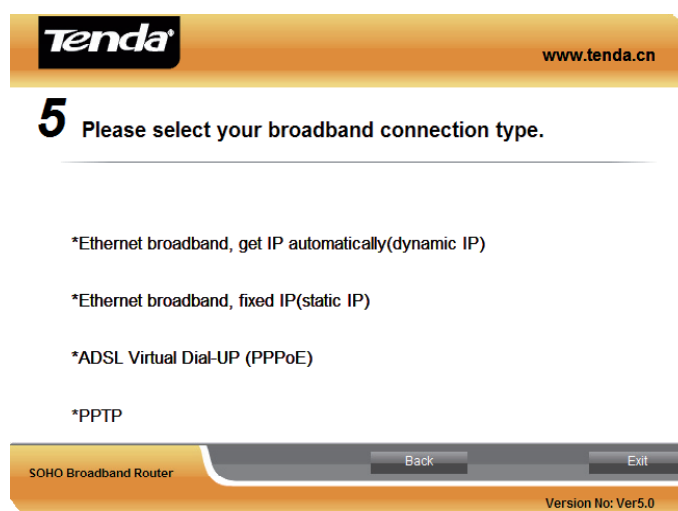 Tenda
www.tenda.cn
5 Please select your broadband connection type.
*Ethernet broadband, get IP automatically(dynamic IP)
*Ethernet broadband, fixed IP(static IP)
*ADSL Virtual Dial-UP (PPPoE)
*PPTP
SOHO Broadband Router
Back
Exit
Version No: Ver5.0